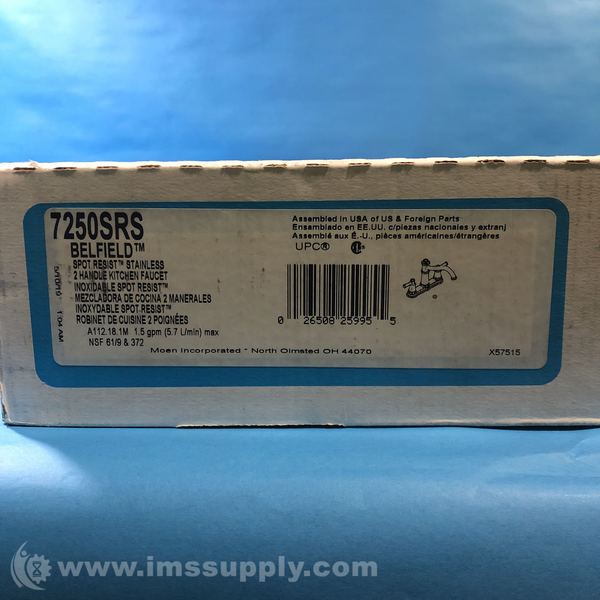 7250SRS
BELFIELD™
SPOT RESIST™ STAINLESS
2 HANDLE KITCHEN FAUCET
INOXIDABLE SPOT RESIST™
MEZCLADORA DE COCINA 2 MANERALES
INOXYDABLE SPOT RESIST™
ROBINET DE CUISINE 2 POIGNÉES
A112.18.1M 1.5 gpm (5.7 L/min) max
NSF 61/9 & 372
Assembled in USA of US & Foreign Parts
Ensamblado en EE.UU. c/piezas nacionales y extranj
Assemblé aux É.-U., pièces américaines/étrangères
UPC®
0 26508 25995 5
Moen Incorporated * North Olmsted OH 44070
X57515
1:04 AM
www.imssupply.com